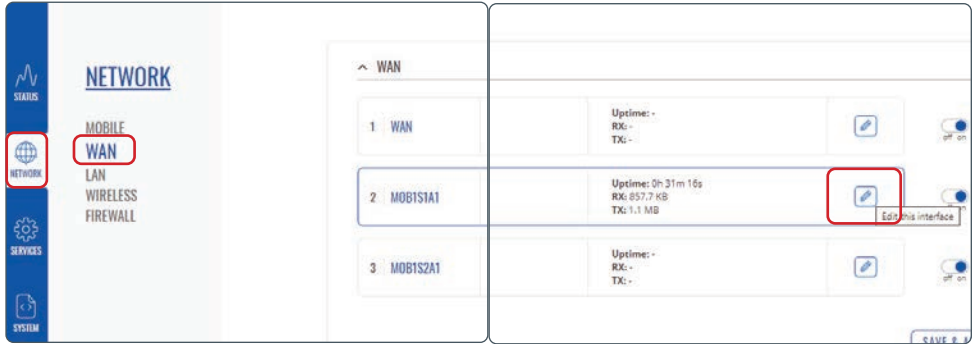 STATUS
NETWORK
SERVICES
SYSTEM
NETWORK
MOBILE
WAN
LAN
WIRELESS
FIREWALL
WAN
1 WAN
Uptime: -
RX: -
TX: -
off on
2 MOB1S1A1
Uptime: 0h 31m 16s
RX: 857.7 KB
TX: 1.1 MB
Edit this interface
3 MOB1S2A1
Uptime: -
RX: -
TX: -
off on
SAVE &